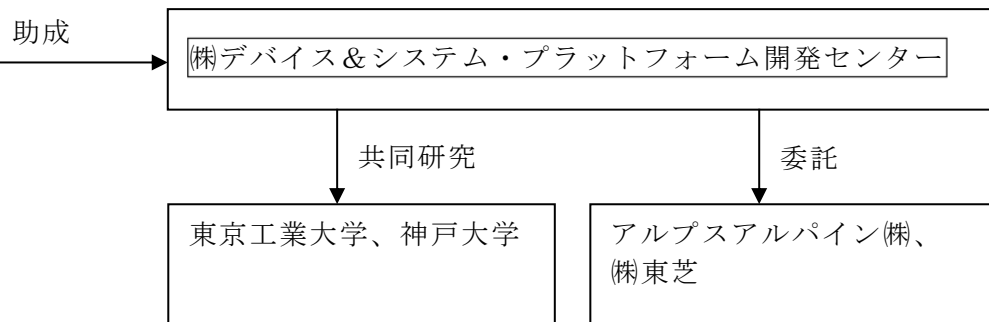 助成
㈱デバイス＆システム・プラットフォーム開発センター
共同研究
委託
東京工業大学、神戸大学
アルプスアルパイン㈱、
㈱東芝